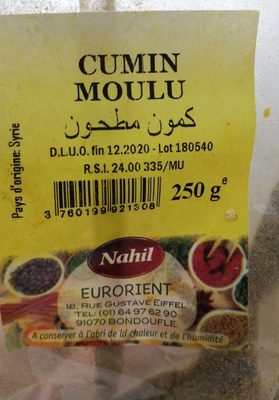 CUMIN
MOULU
كمون مطحون
D.L.U.O. fin 12.2020 - Lot 180540
R.S.I. 24.00 335/MU
Pays d'origine: Syrie
3 760199 921308
250 g e
Nahil
EURORIENT
18, RUE GUSTAVE EIFFEL
TEL: (01) 64 97 62 90
91070 BONDOUFLE
A conserver à l'abri de la chaleur et de l'humidité